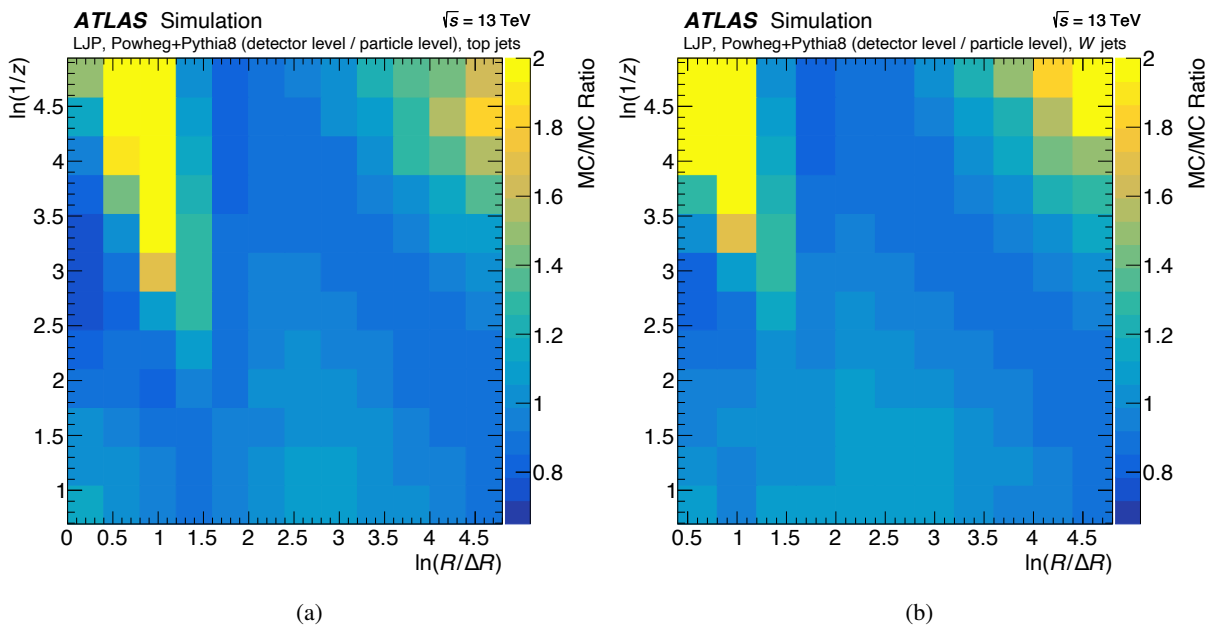 ATLAS Simulation √s = 13 TeV
LJP, Powheg+Pythia8 (detector level / particle level), top jets
ln(1/z)
4.5
4
3.5
3
2.5
2
1.5
1
0 0.5 1 1.5 2 2.5 3 3.5 4 4.5
ln(R/ΔR)
2
1.8
1.6
1.4
1.2
1
0.8
MC/MC Ratio
(a)
ATLAS Simulation √s = 13 TeV
LJP, Powheg+Pythia8 (detector level / particle level), W jets
ln(1/z)
4.5
4
3.5
3
2.5
2
1.5
1
0.5 1 1.5 2 2.5 3 3.5 4 4.5
ln(R/ΔR)
2
1.8
1.6
1.4
1.2
1
0.8
MC/MC Ratio
(b)